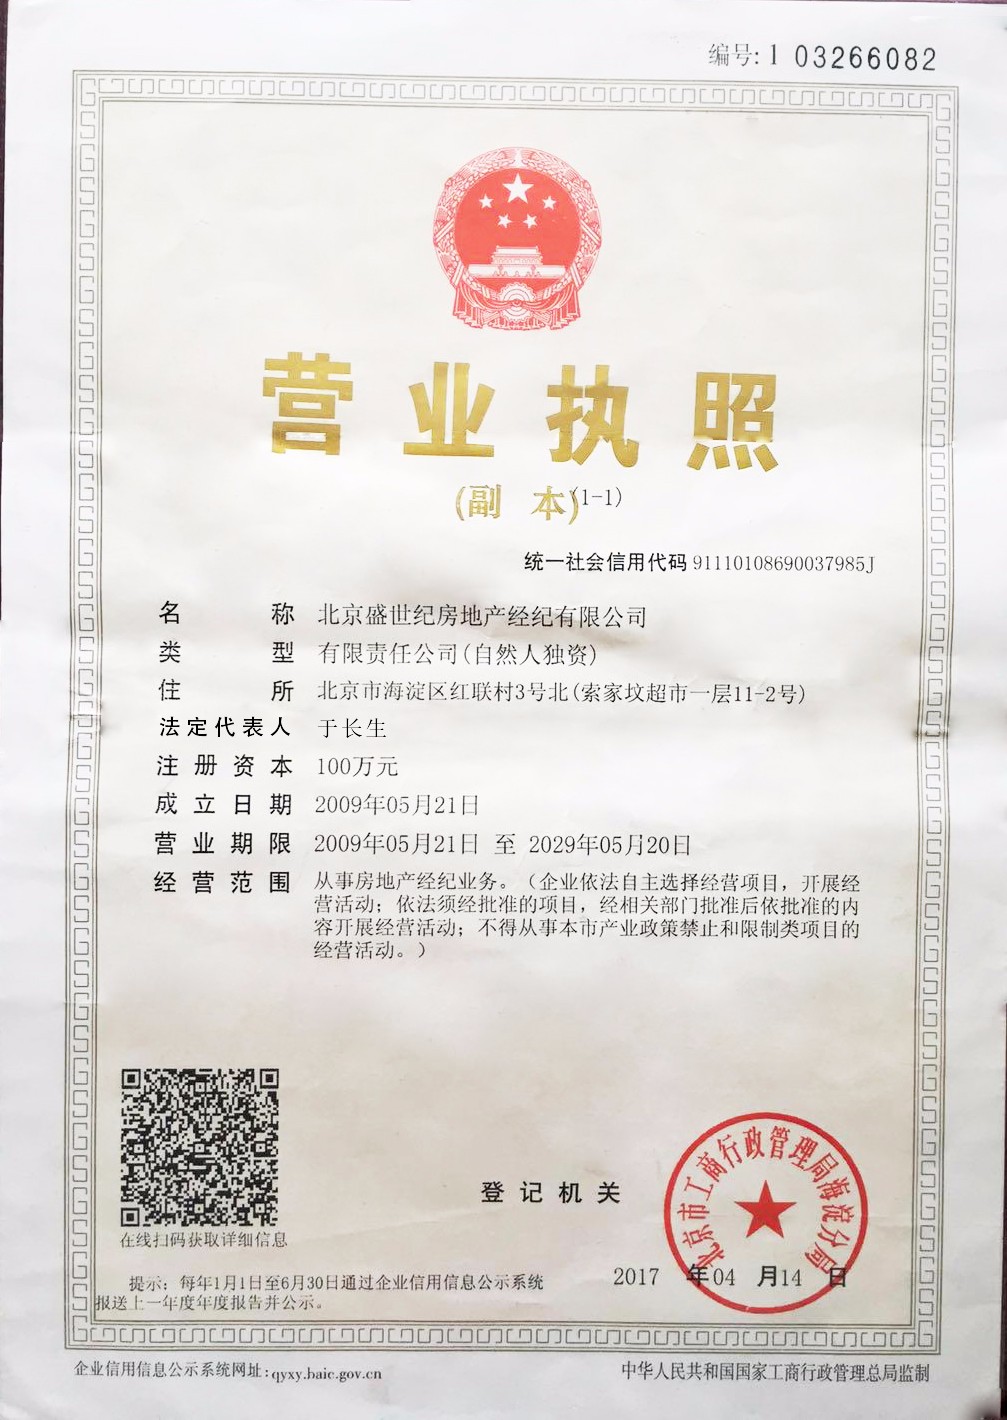 编号: 1 03266082
营业执照
(副 本)(1-1)
统一社会信用代码 91110108690037985J
名 称 北京盛世纪房地产经纪有限公司
类 型 有限责任公司(自然人独资)
住 所 北京市海淀区红联村3号北(索家坟超市一层11-2号)
法定代表人 于长生
注册资本 100万元
成立日期 2009年05月21日
营业期限 2009年05月21日 至 2029年05月20日
经营范围 从事房地产经纪业务。（企业依法自主选择经营项目，开展经
营活动；依法须经批准的项目，经相关部门批准后依批准的内
容开展经营活动；不得从事本市产业政策禁止和限制类项目的
经营活动。）
在线扫码获取详细信息
登记机关
北京市工商行政管理局海淀分局
2017 年04 月14 日
提示：每年1月1日至6月30日通过企业信用信息公示系统
报送上一年度年度报告并公示。
企业信用信息公示系统网址: qyxy.baic.gov.cn
中华人民共和国国家工商行政管理总局监制